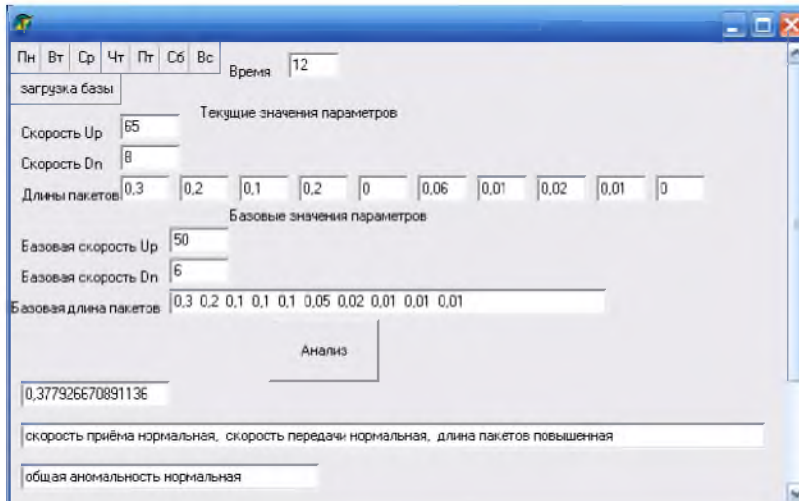 Пн Вт Ср Чт Пт Сб Вс Время 12
загрузка базы
Текущие значения параметров
Скорость Up 65
Скорость Dn 8
Длины пакетов 0,3 0,2 0,1 0,2 0 0,06 0,01 0,02 0,01 0
Базовые значения параметров
Базовая скорость Up 50
Базовая скорость Dn 6
Базовая длина пакетов 0,3 0,2 0,1 0,1 0,1 0,05 0,02 0,01 0,01 0,01
Анализ
0,377926670891136
скорость приёма нормальная, скорость передачи нормальная, длина пакетов повышенная
общая аномальность нормальная